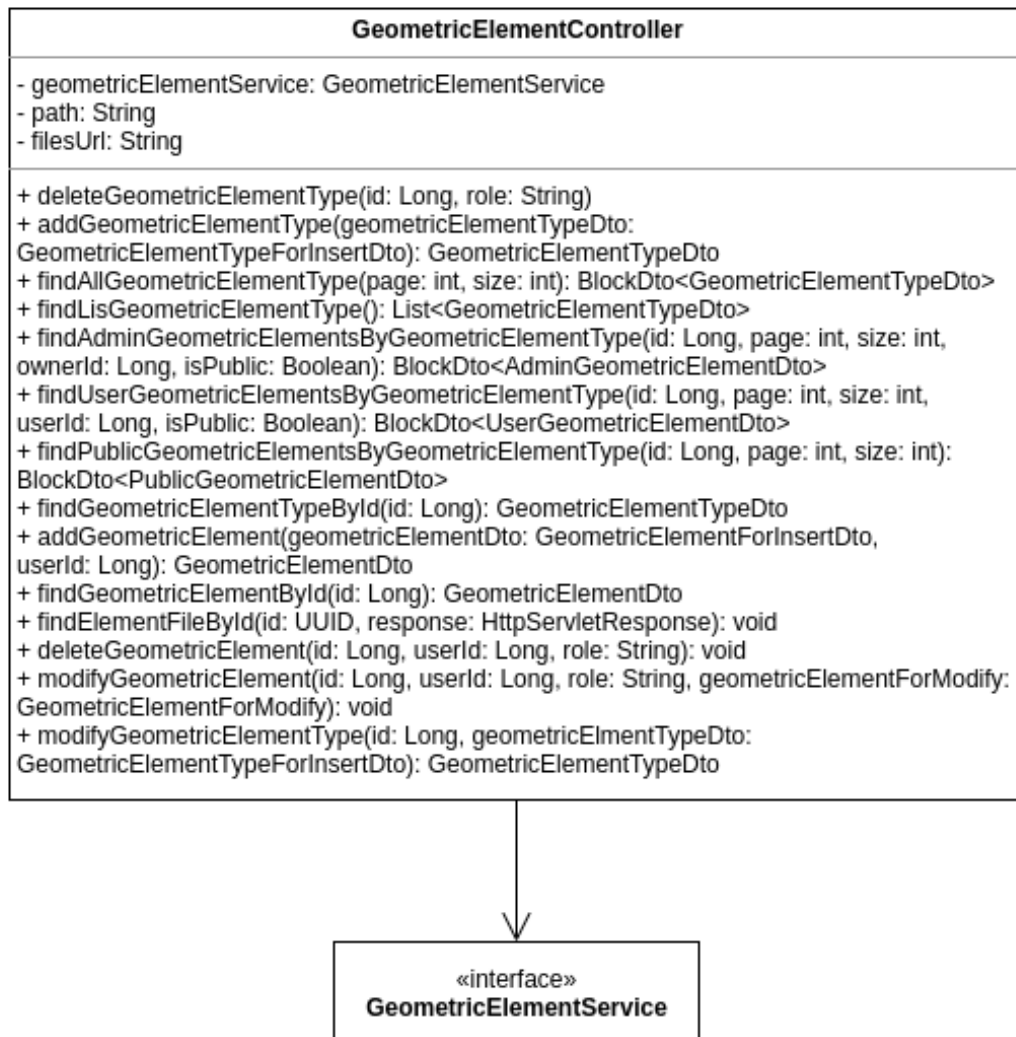 GeometricElementController
- geometricElementService: GeometricElementService
- path: String
- filesUrl: String
+ deleteGeometricElementType(id: Long, role: String)
+ addGeometricElementType(geometricElementTypeDto:
GeometricElementTypeForInsertDto): GeometricElementTypeDto
+ findAllGeometricElementType(page: int, size: int): BlockDto<GeometricElementTypeDto>
+ findLisGeometricElementType(): List<GeometricElementTypeDto>
+ findAdminGeometricElementsByGeometricElementType(id: Long, page: int, size: int,
ownerId: Long, isPublic: Boolean): BlockDto<AdminGeometricElementDto>
+ findUserGeometricElementsByGeometricElementType(id: Long, page: int, size: int,
userId: Long, isPublic: Boolean): BlockDto<UserGeometricElementDto>
+ findPublicGeometricElementsByGeometricElementType(id: Long, page: int, size: int):
BlockDto<PublicGeometricElementDto>
+ findGeometricElementTypeById(id: Long): GeometricElementTypeDto
+ addGeometricElement(geometricElementDto: GeometricElementForInsertDto,
userId: Long): GeometricElementDto
+ findGeometricElementById(id: Long): GeometricElementDto
+ findElementFileById(id: UUID, response: HttpServletResponse): void
+ deleteGeometricElement(id: Long, userId: Long, role: String): void
+ modifyGeometricElement(id: Long, userId: Long, role: String, geometricElementForModify:
GeometricElementForModify): void
+ modifyGeometricElementType(id: Long, geometricElmentTypeDto:
GeometricElementTypeForInsertDto): GeometricElementTypeDto
«interface»
GeometricElementService